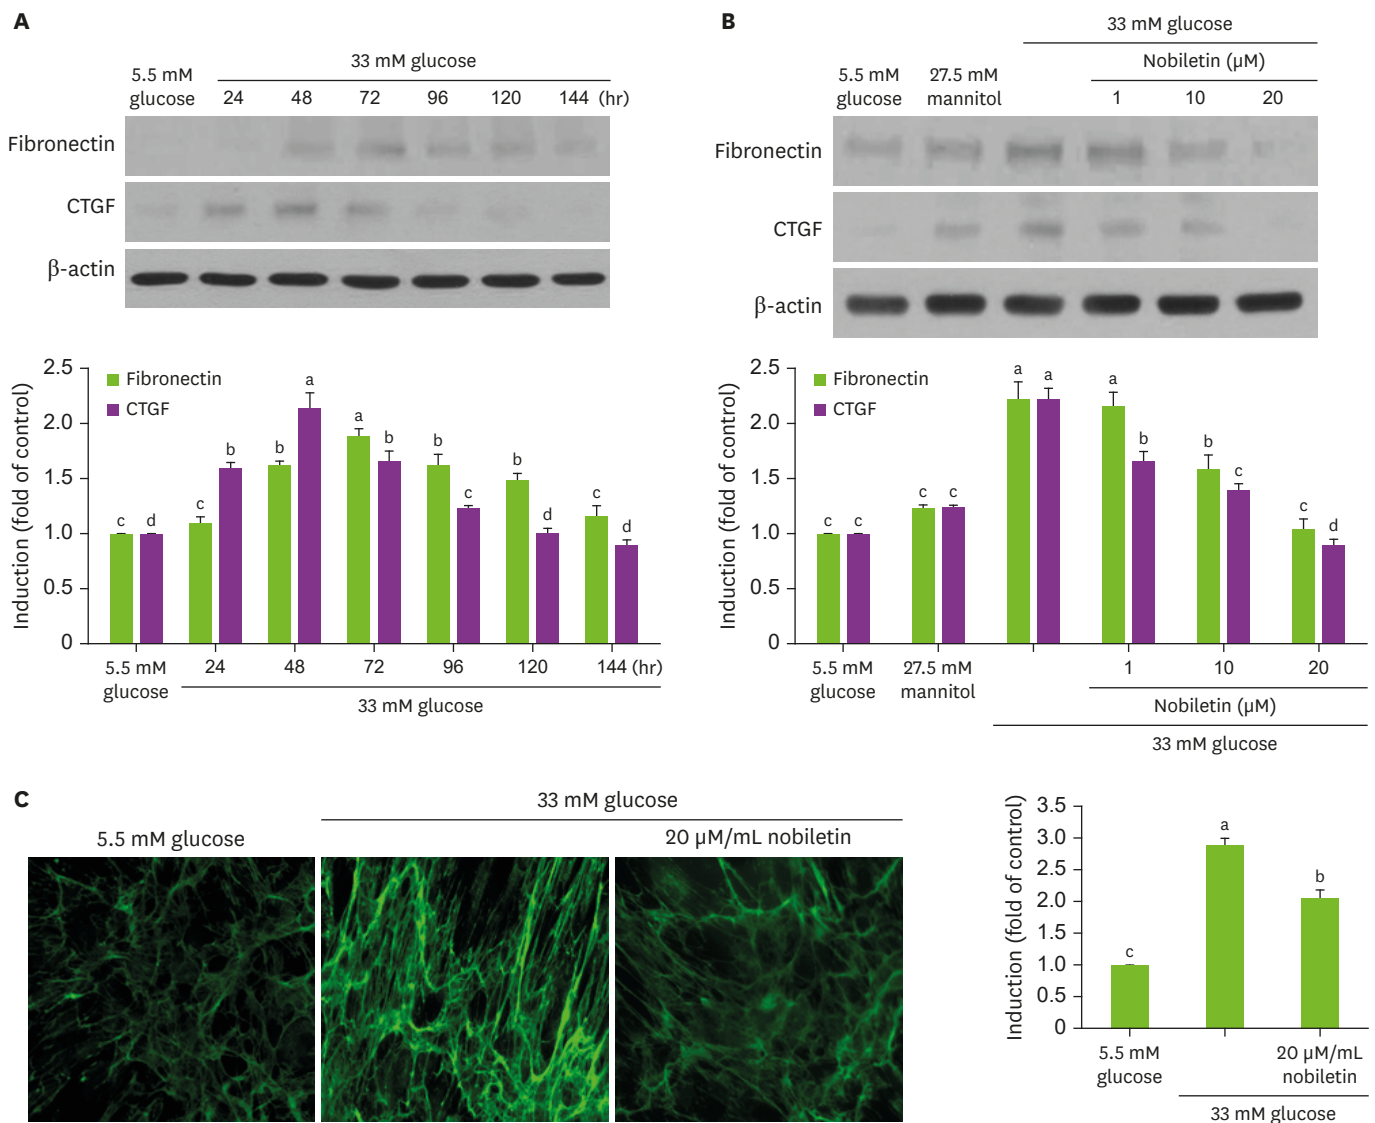 A
33 mM glucose
5.5 mM
glucose
24 48 72 96 120 144 (hr)
Fibronectin
CTGF
β-actin
2.5
2.0
1.5
1.0
0.5
0
Induction (fold of control)
Fibronectin
CTGF
c d c b b a a b b c b d c d
5.5 mM
glucose
24 48 72 96 120 144 (hr)
33 mM glucose
B
33 mM glucose
5.5 mM
glucose
27.5 mM
mannitol
Nobiletin (µM)
1 10 20
Fibronectin
CTGF
β-actin
2.5
2.0
1.5
1.0
0.5
0
Induction (fold of control)
Fibronectin
CTGF
c c c c a a a b b c c d
5.5 mM
glucose
27.5 mM
mannitol
1 10 20
Nobiletin (µM)
33 mM glucose
C
33 mM glucose
5.5 mM glucose
20 µM/mL nobiletin
3.5
3.0
2.5
2.0
1.5
1.0
0.5
0
Induction (fold of control)
c a b
5.5 mM
glucose
20 µM/mL
nobiletin
33 mM glucose